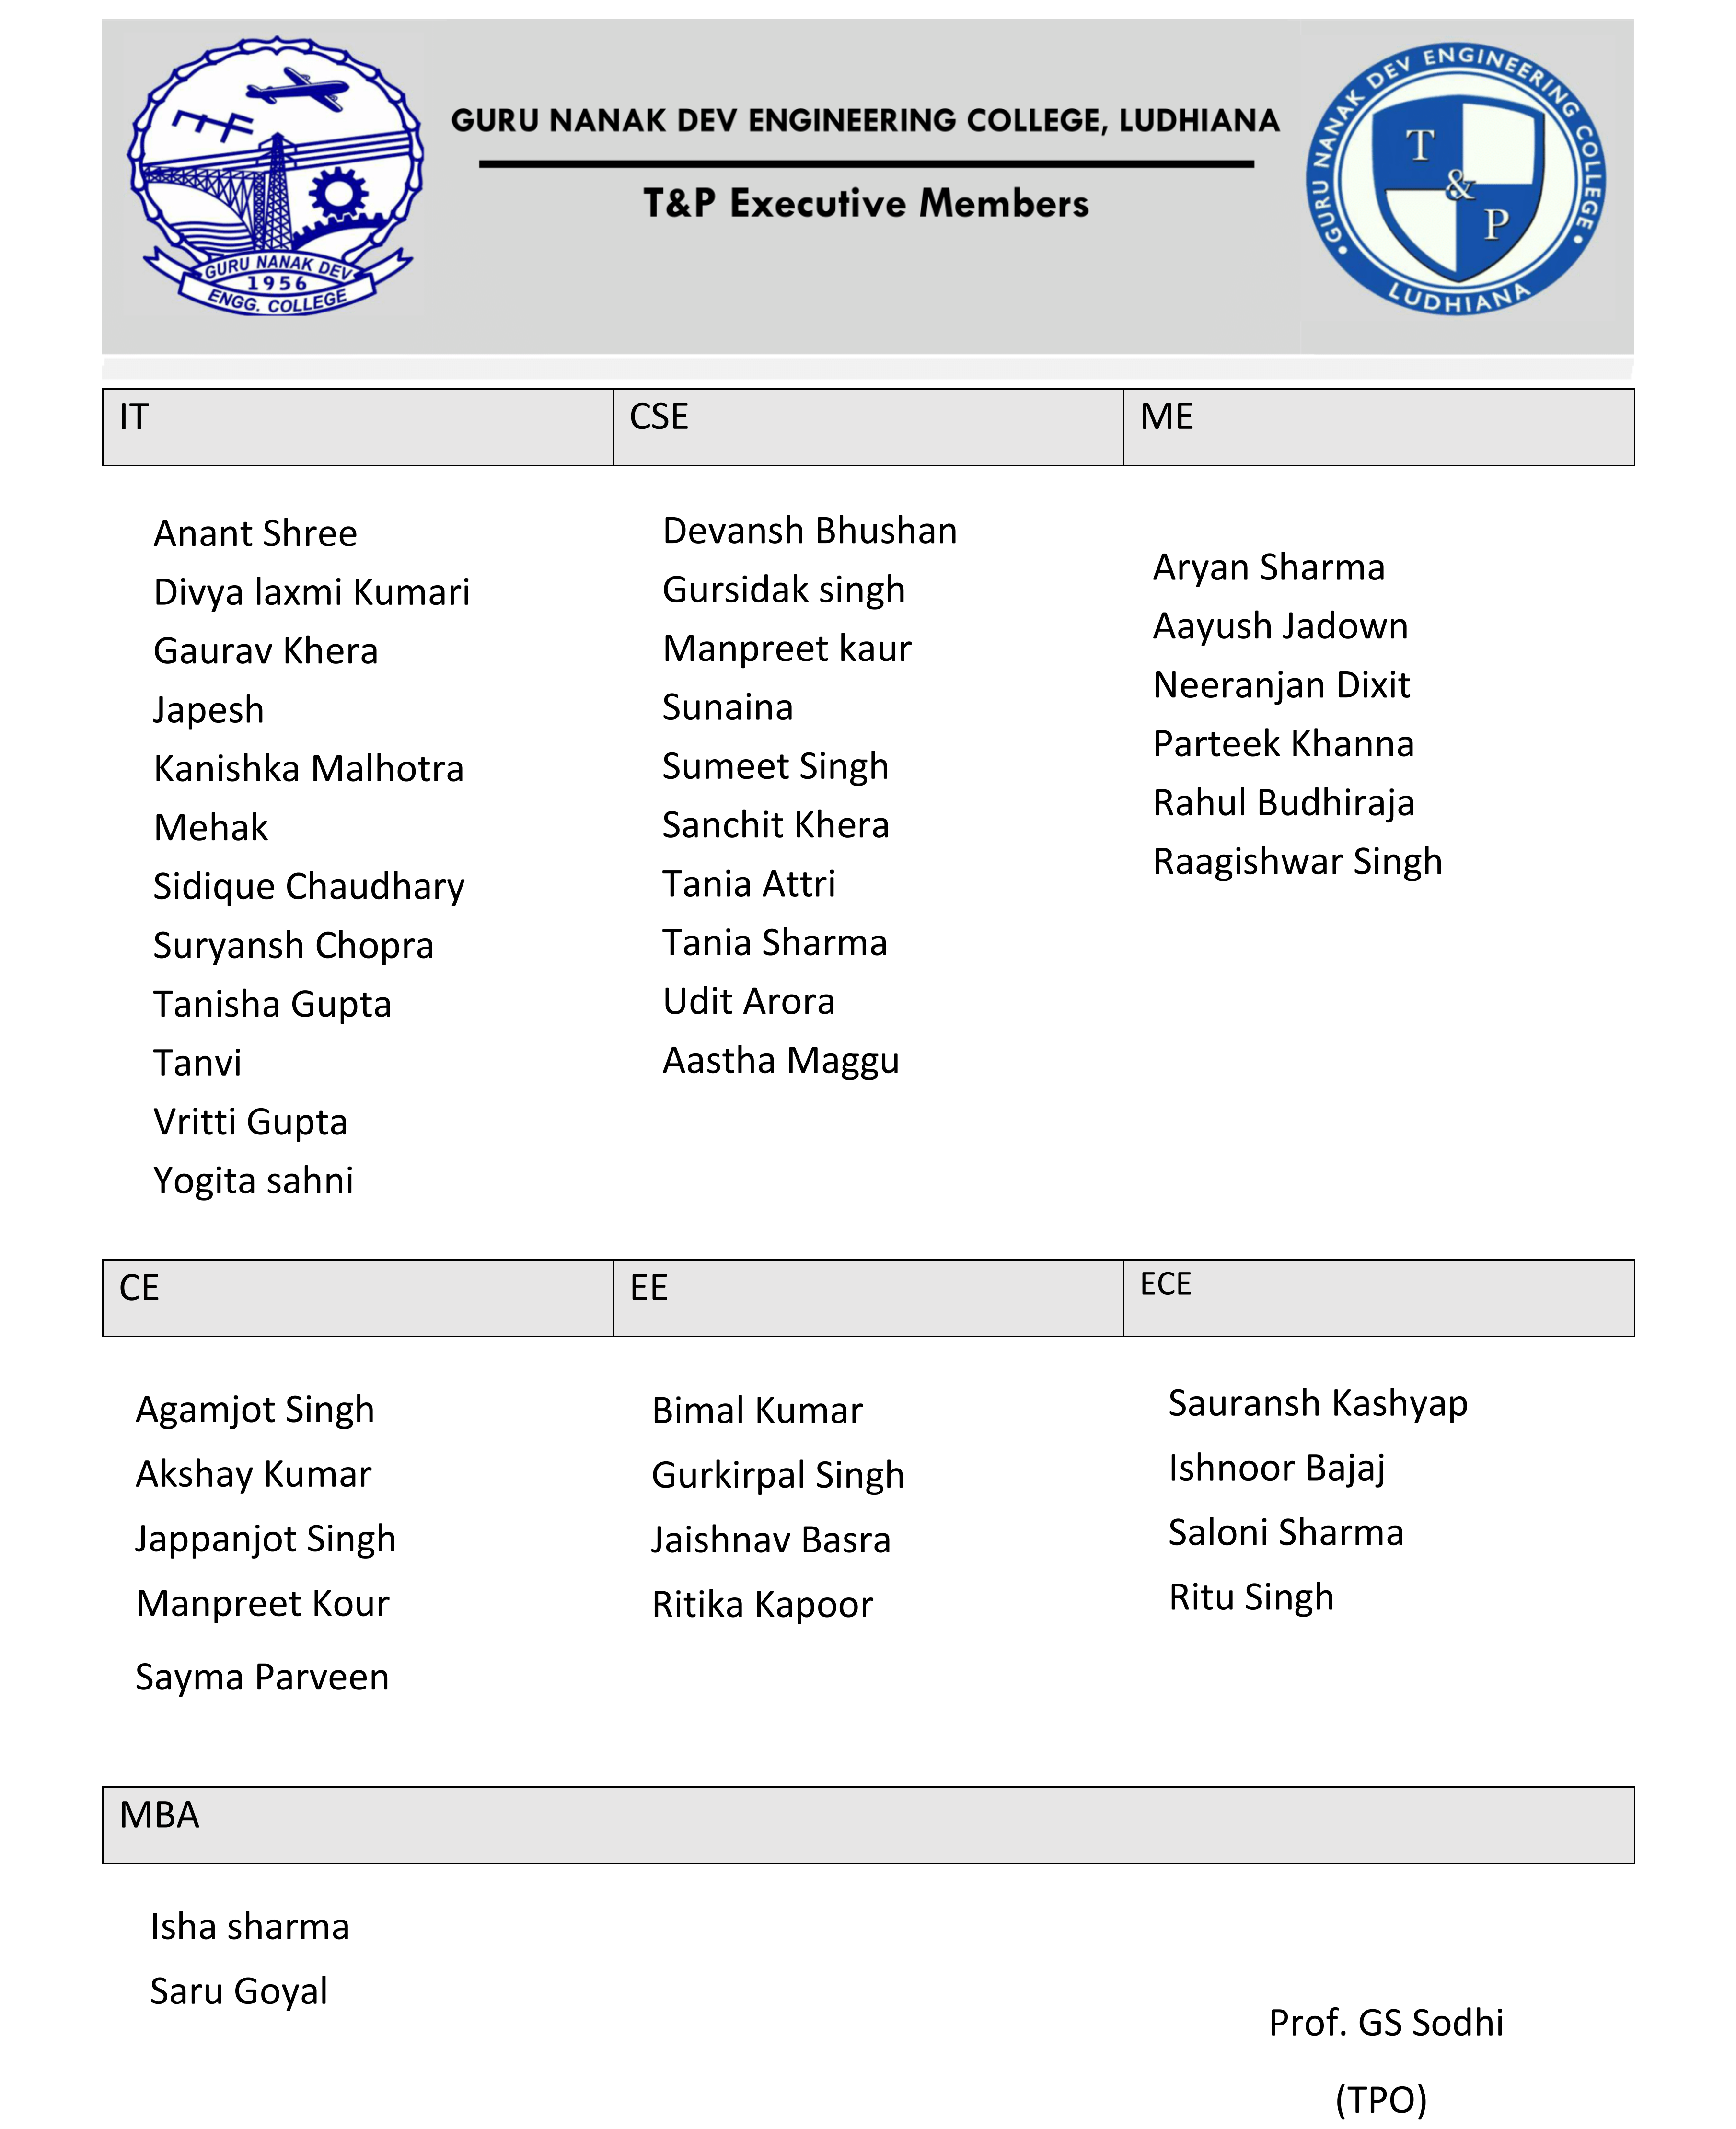 GURU NANAK DEV
1956
ENGG. COLLEGE
GURU NANAK DEV ENGINEERING COLLEGE, LUDHIANA
T&P Executive Members
• GURU NANAK DEV ENGINEERING COLLEGE •
T
&
P
LUDHIANA
IT
CSE
ME
Anant Shree
Divya laxmi Kumari
Gaurav Khera
Japesh
Kanishka Malhotra
Mehak
Sidique Chaudhary
Suryansh Chopra
Tanisha Gupta
Tanvi
Vritti Gupta
Yogita sahni
Devansh Bhushan
Gursidak singh
Manpreet kaur
Sunaina
Sumeet Singh
Sanchit Khera
Tania Attri
Tania Sharma
Udit Arora
Aastha Maggu
Aryan Sharma
Aayush Jadown
Neeranjan Dixit
Parteek Khanna
Rahul Budhiraja
Raagishwar Singh
CE
EE
ECE
Agamjot Singh
Akshay Kumar
Jappanjot Singh
Manpreet Kour
Sayma Parveen
Bimal Kumar
Gurkirpal Singh
Jaishnav Basra
Ritika Kapoor
Sauransh Kashyap
Ishnoor Bajaj
Saloni Sharma
Ritu Singh
MBA
Isha sharma
Saru Goyal
Prof. GS Sodhi
(TPO)